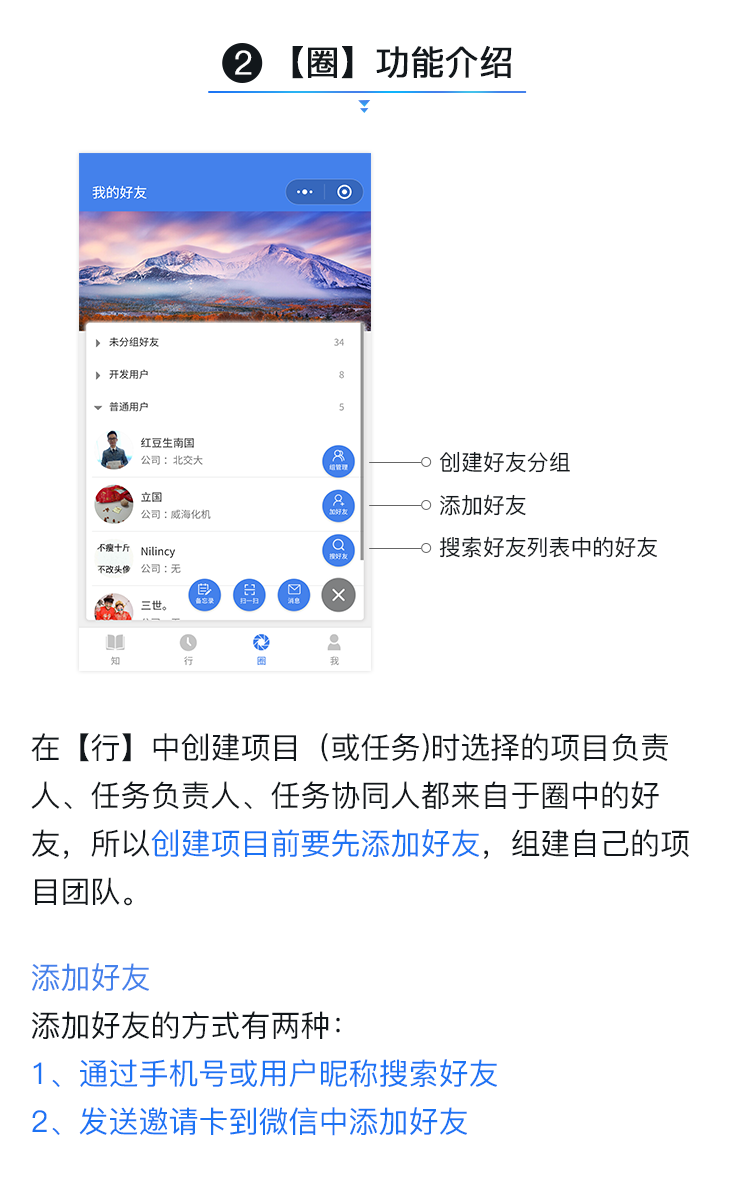 2 【圈】功能介绍
我的好友
未分组好友 34
开发用户 8
普通用户 5
红豆生南国
公司：北交大
组管理
创建好友分组
立国
公司：威海化机
加好友
添加好友
不瘦十斤
不改头像
Nilincy
公司：无
搜好友
搜索好友列表中的好友
三世。
备忘录
扫一扫
消息
知
行
圈
我
在【行】中创建项目（或任务)时选择的项目负责
人、任务负责人、任务协同人都来自于圈中的好
友，所以创建项目前要先添加好友，组建自己的项
目团队。
添加好友
添加好友的方式有两种：
1、通过手机号或用户昵称搜索好友
2、发送邀请卡到微信中添加好友